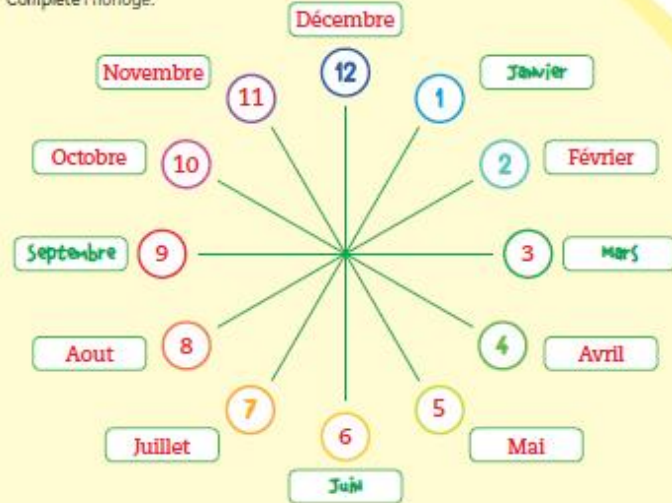 Complète l'horloge.
Décembre
12
Novembre
11
1
Janvier
Octobre
10
2
Février
Septembre
9
3
Mars
Aout
8
4
Avril
7
5
Juillet
6
Mai
Juin